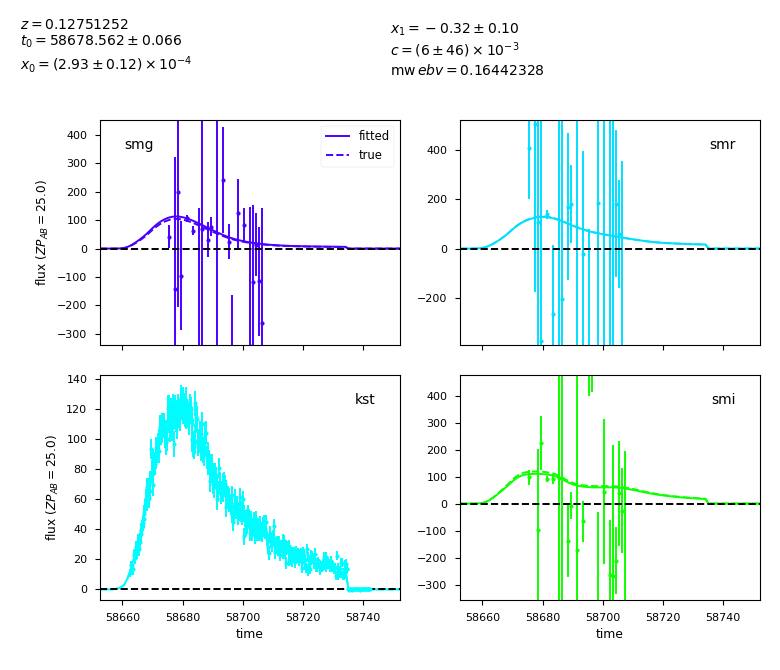 z = 0.12751252
t₀ = 58678.562 ± 0.066
x₀ = (2.93 ± 0.12) × 10⁻⁴
x₁ = −0.32 ± 0.10
c = (6 ± 46) × 10⁻³
mw ebv = 0.16442328
smg
fitted
true
flux (ZP_AB = 25.0)
400
300
200
100
0
−100
−200
−300
smr
400
200
0
−200
kst
flux (ZP_AB = 25.0)
140
120
100
80
60
40
20
0
58660 58680 58700 58720 58740
time
smi
400
300
200
100
0
−100
−200
−300
58660 58680 58700 58720 58740
time